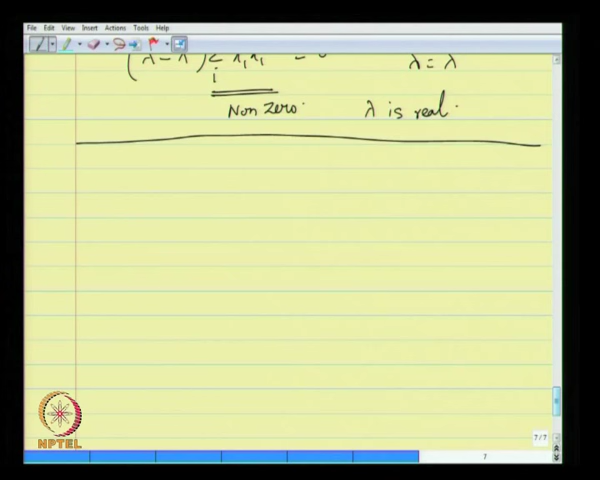 File Edit View Insert Actions Tools Help
λ = λ
i
Non Zero. λ is real.
7/7
NPTEL
7